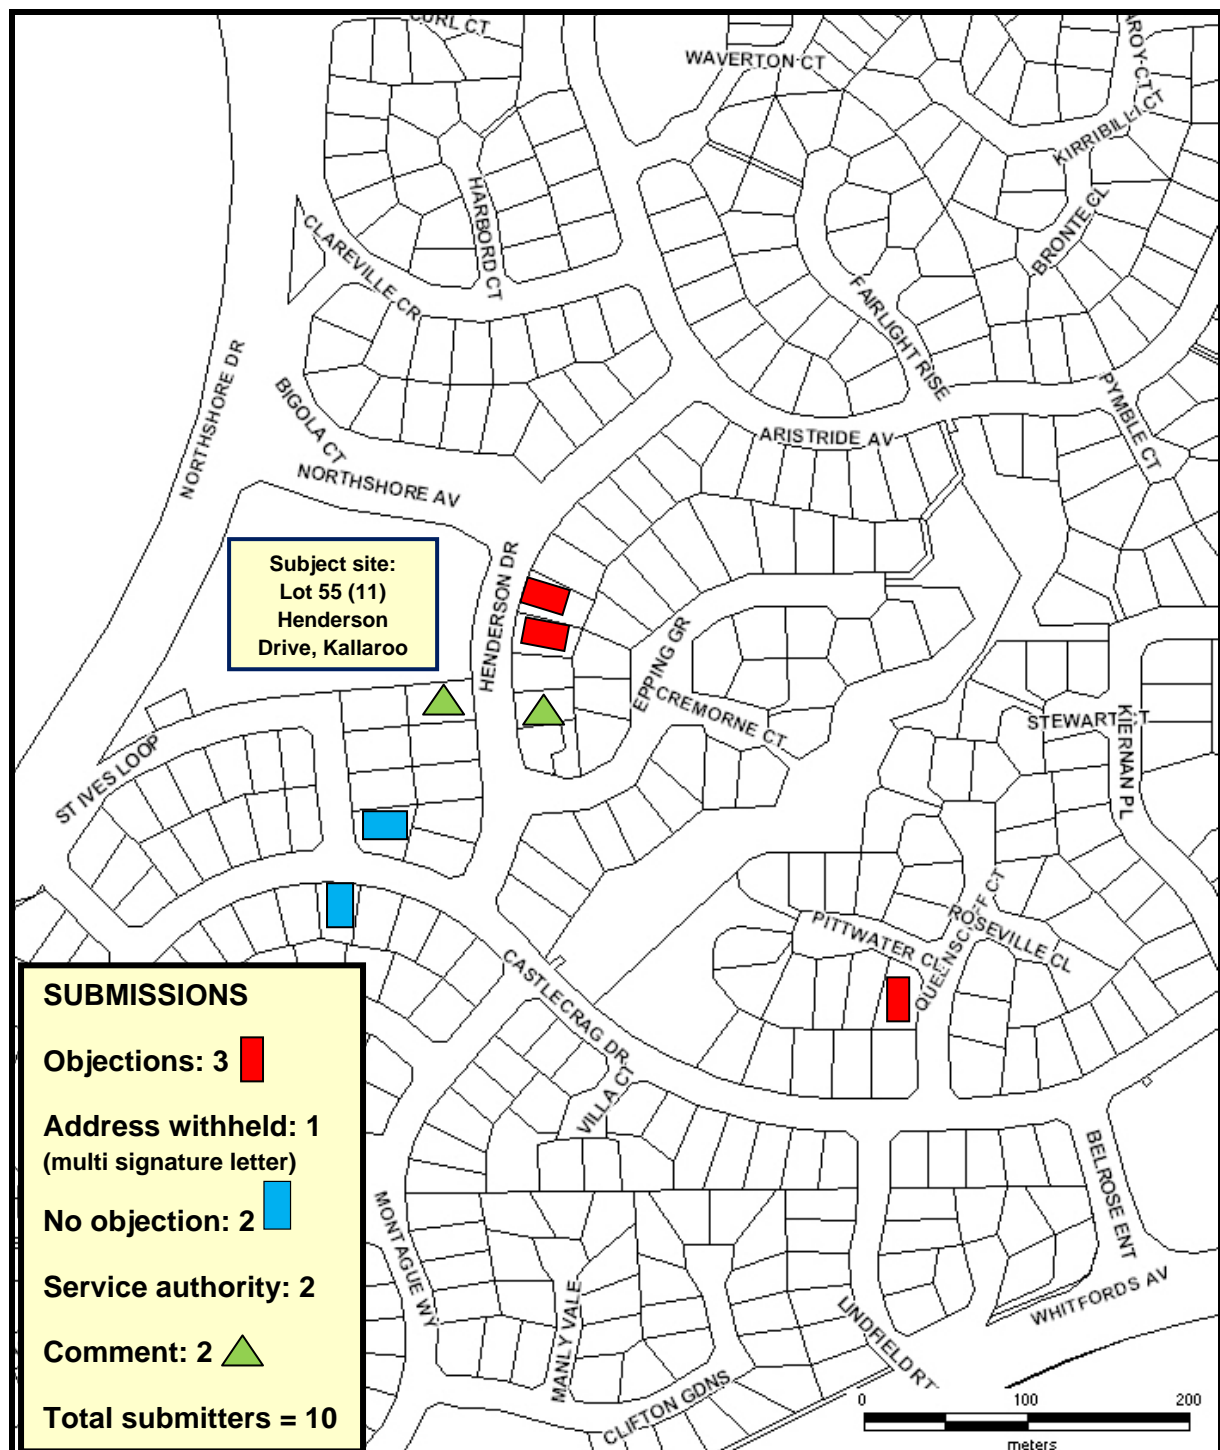 CURL CT
WAVERTON CT
AROY CT
KIRRIBILLI CT
HARBORD CT
BRONTE CL
CLAREVILLE CR
FAIRLIGHT RISE
NORTHSHORE DR
BIGOLA CT
PYMBLE CT
ARISTRIDE AV
NORTHSHORE AV
Subject site:
Lot 55 (11)
Henderson
Drive, Kallaroo
HENDERSON DR
EPPING GR
CREMORNE CT
STEWART CT
KIERNAN PL
ST IVES LOOP
PITTWATER CL
QUEENSCLIFF CT
ROSEVILLE CL
CASTLECRAG DR
VILLA CT
BELROSE ENT
MONTAGUE WY
MANLY VALE
LINDFIELD RT
WHITFORDS AV
CLIFTON GDNS
SUBMISSIONS
Objections: 3
Address withheld: 1
(multi signature letter)
No objection: 2
Service authority: 2
Comment: 2
Total submitters = 10
0 100 200
meters